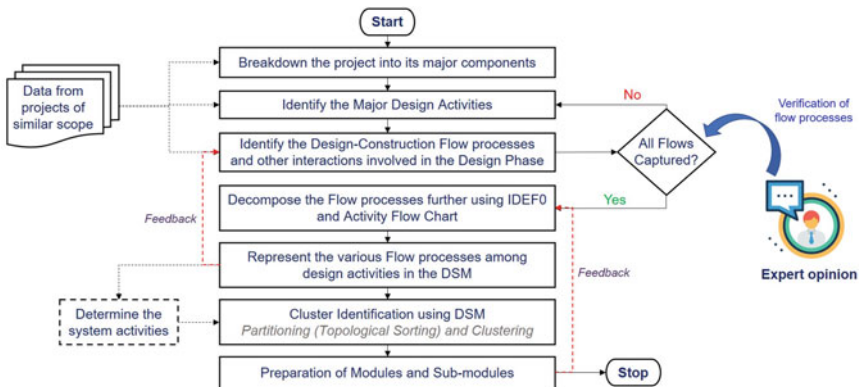 Start
Breakdown the project into its major components
Data from
projects of
similar scope
Identify the Major Design Activities
No
Verification of
flow processes
Identify the Design-Construction Flow processes
and other interactions involved in the Design Phase
All Flows
Captured?
Decompose the Flow processes further using IDEF0
and Activity Flow Chart
Yes
Feedback
Represent the various Flow processes among
design activities in the DSM
Feedback
Expert opinion
Determine the
system activities
Cluster Identification using DSM
Partitioning (Topological Sorting) and Clustering
Preparation of Modules and Sub-modules
Stop